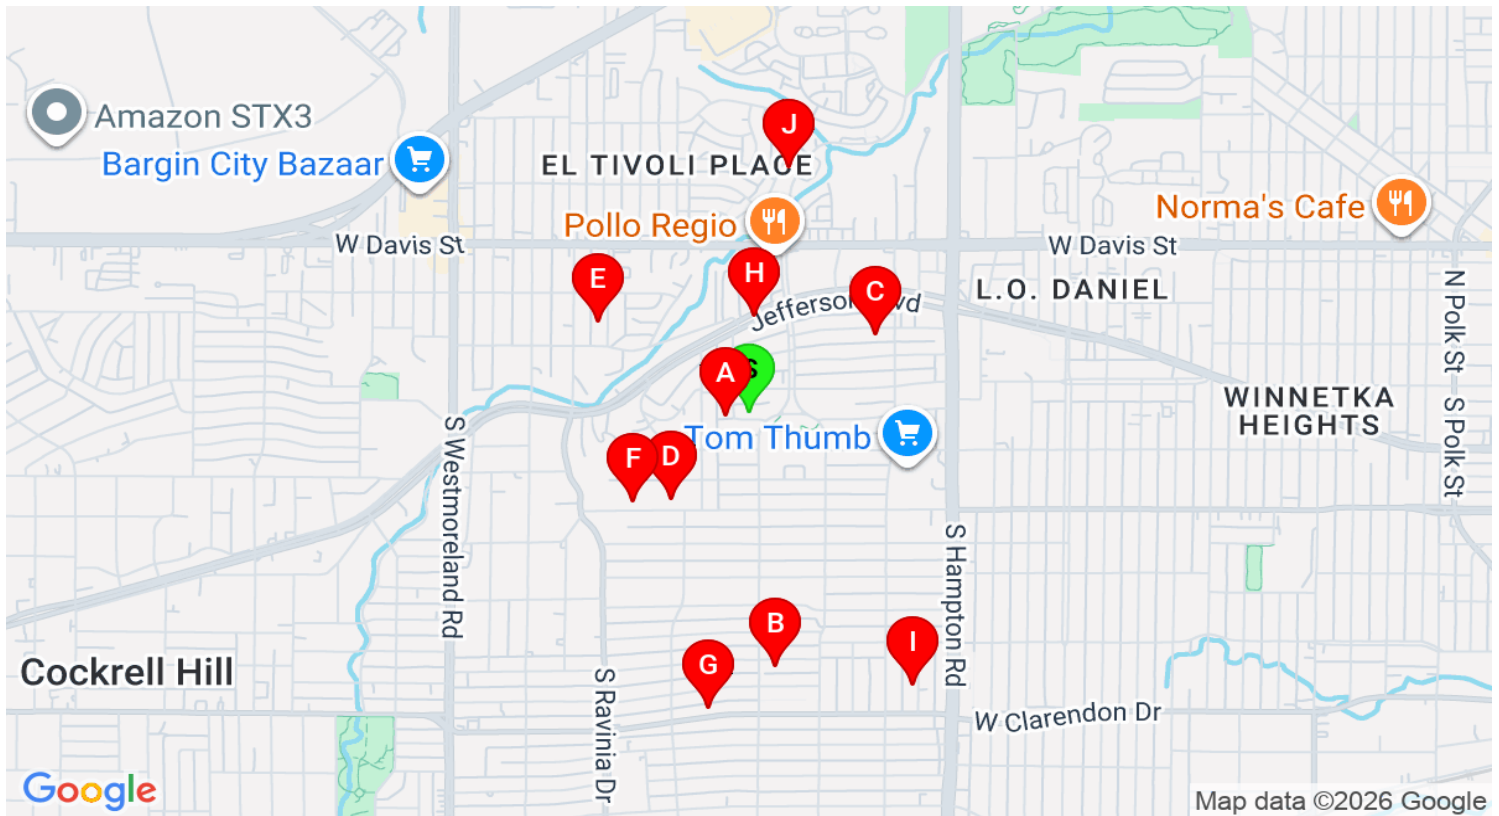 Amazon STX3
Bargin City Bazaar
J
EL TIVOLI PLACE
Pollo Regio
Norma's Cafe
W Davis St
W Davis St
E
H
C
L.O. DANIEL
Jefferson Blvd
N Polk St
S Polk St
A
S
WINNETKA
HEIGHTS
Tom Thumb
S Westmoreland Rd
F
D
S Hampton Rd
B
I
G
Cockrell Hill
S Ravinia Dr
W Clarendon Dr
Google
Map data ©2026 Google